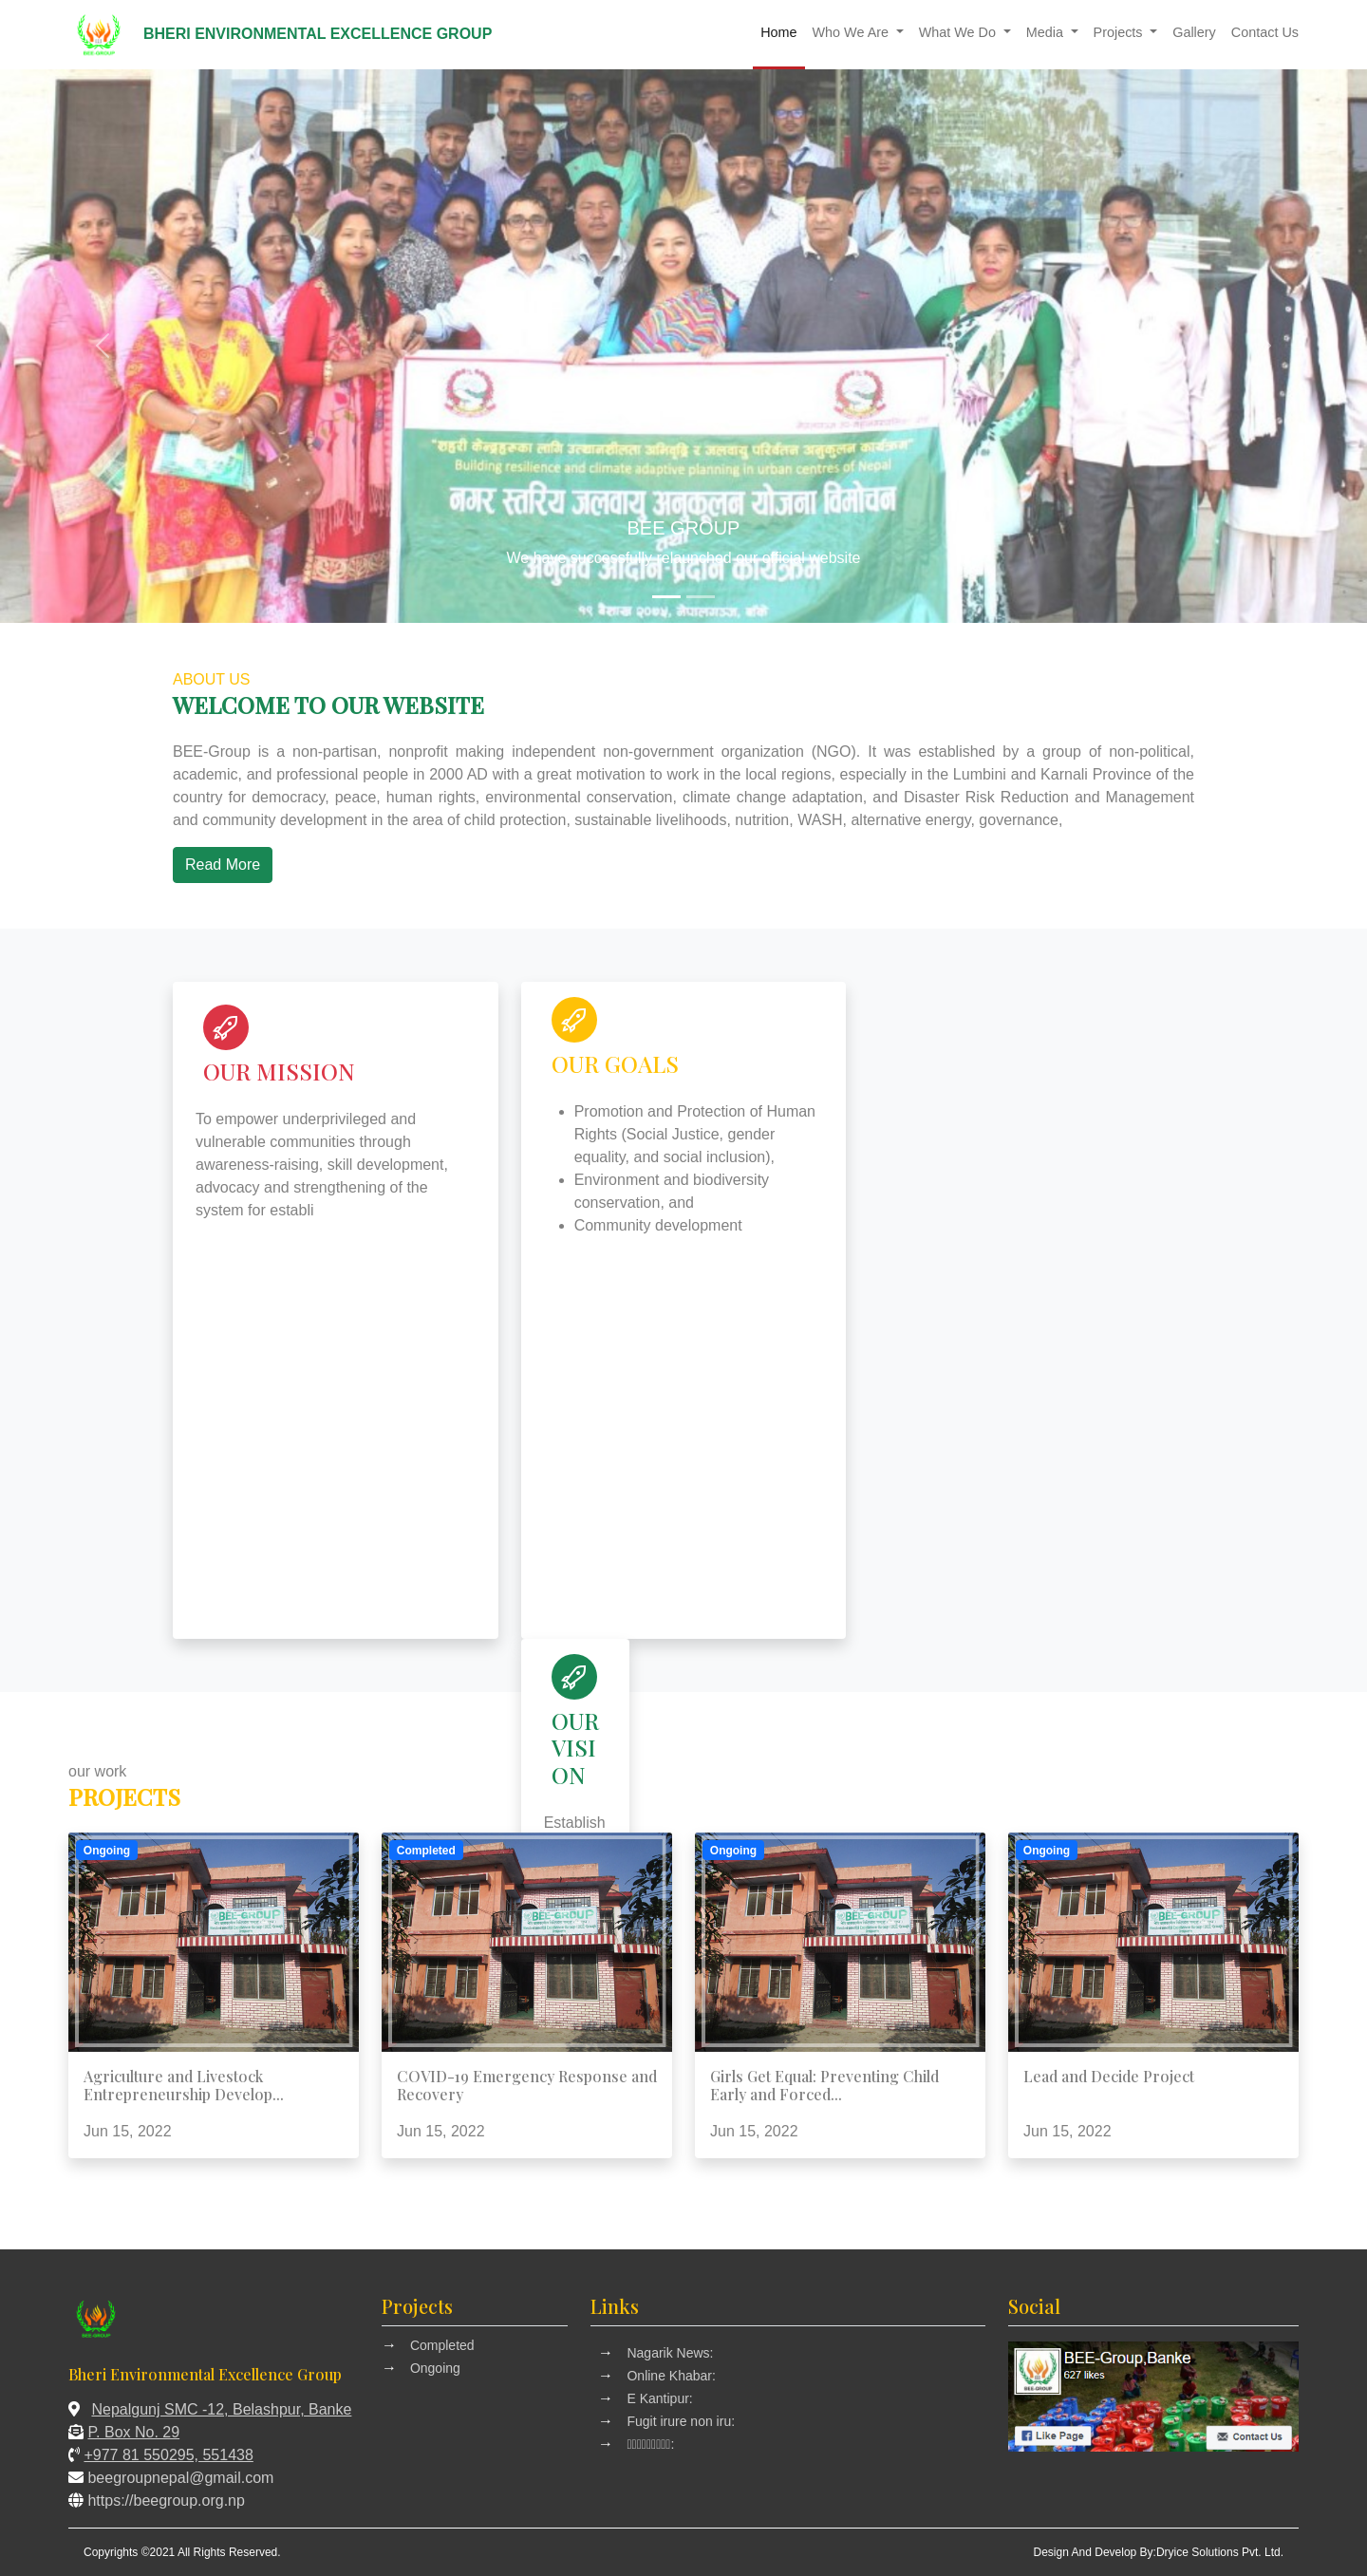 BHERI ENVIRONMENTAL EXCELLENCE GROUP
Home Who We Are What We Do Media Projects Gallery Contact Us
"शहरी केन्द्रहरूका लागि उत्थानशीलता अभिवृद्धि र जलवायु परिवर्तन अनुकूलन कार्यक्रम"
Building resilience and climate adaptive planning in urban centres of Nepal
नगर स्तरिय जलवायु अनुकूलन योजना विमोचन
BEE GROUP
We have successfully relaunched our official website
अनुभव आदान प्रदान कार्यक्रम
१२ बैशाख २०७५, नेपालगञ्ज, बाँके
ABOUT US
WELCOME TO OUR WEBSITE
BEE-Group is a non-partisan, nonprofit making independent non-government organization (NGO). It was established by a group of non-political,
academic, and professional people in 2000 AD with a great motivation to work in the local regions, especially in the Lumbini and Karnali Province of the
country for democracy, peace, human rights, environmental conservation, climate change adaptation, and Disaster Risk Reduction and Management
and community development in the area of child protection, sustainable livelihoods, nutrition, WASH, alternative energy, governance,
Read More
OUR MISSION
To empower underprivileged and
vulnerable communities through
awareness-raising, skill development,
advocacy and strengthening of the
system for establi
OUR GOALS
Promotion and Protection of Human
Rights (Social Justice, gender
equality, and social inclusion),
Environment and biodiversity
conservation, and
Community development
OUR
VISI
ON
Establish
our work
PROJECTS
Ongoing
BEE-GROUP
Agriculture and Livestock
Entrepreneurship Develop...
Jun 15, 2022
Completed
BEE-GROUP
COVID-19 Emergency Response and
Recovery
Jun 15, 2022
Ongoing
BEE-GROUP
Girls Get Equal: Preventing Child
Early and Forced...
Jun 15, 2022
Ongoing
BEE-GROUP
Lead and Decide Project
Jun 15, 2022
BEE-GROUP
Bheri Environmental Excellence Group
Nepalgunj SMC -12, Belashpur, Banke
P. Box No. 29
+977 81 550295, 551438
beegroupnepal@gmail.com
https://beegroup.org.np
Projects
→ Completed
→ Ongoing
Links
→ Nagarik News:
→ Online Khabar:
→ E Kantipur:
→ Fugit irure non iru:
Social
BEE-Group,Banke
627 likes
BEE-GROUP
Like Page
Contact Us
Copyrights ©2021 All Rights Reserved.
Design And Develop By:Dryice Solutions Pvt. Ltd.